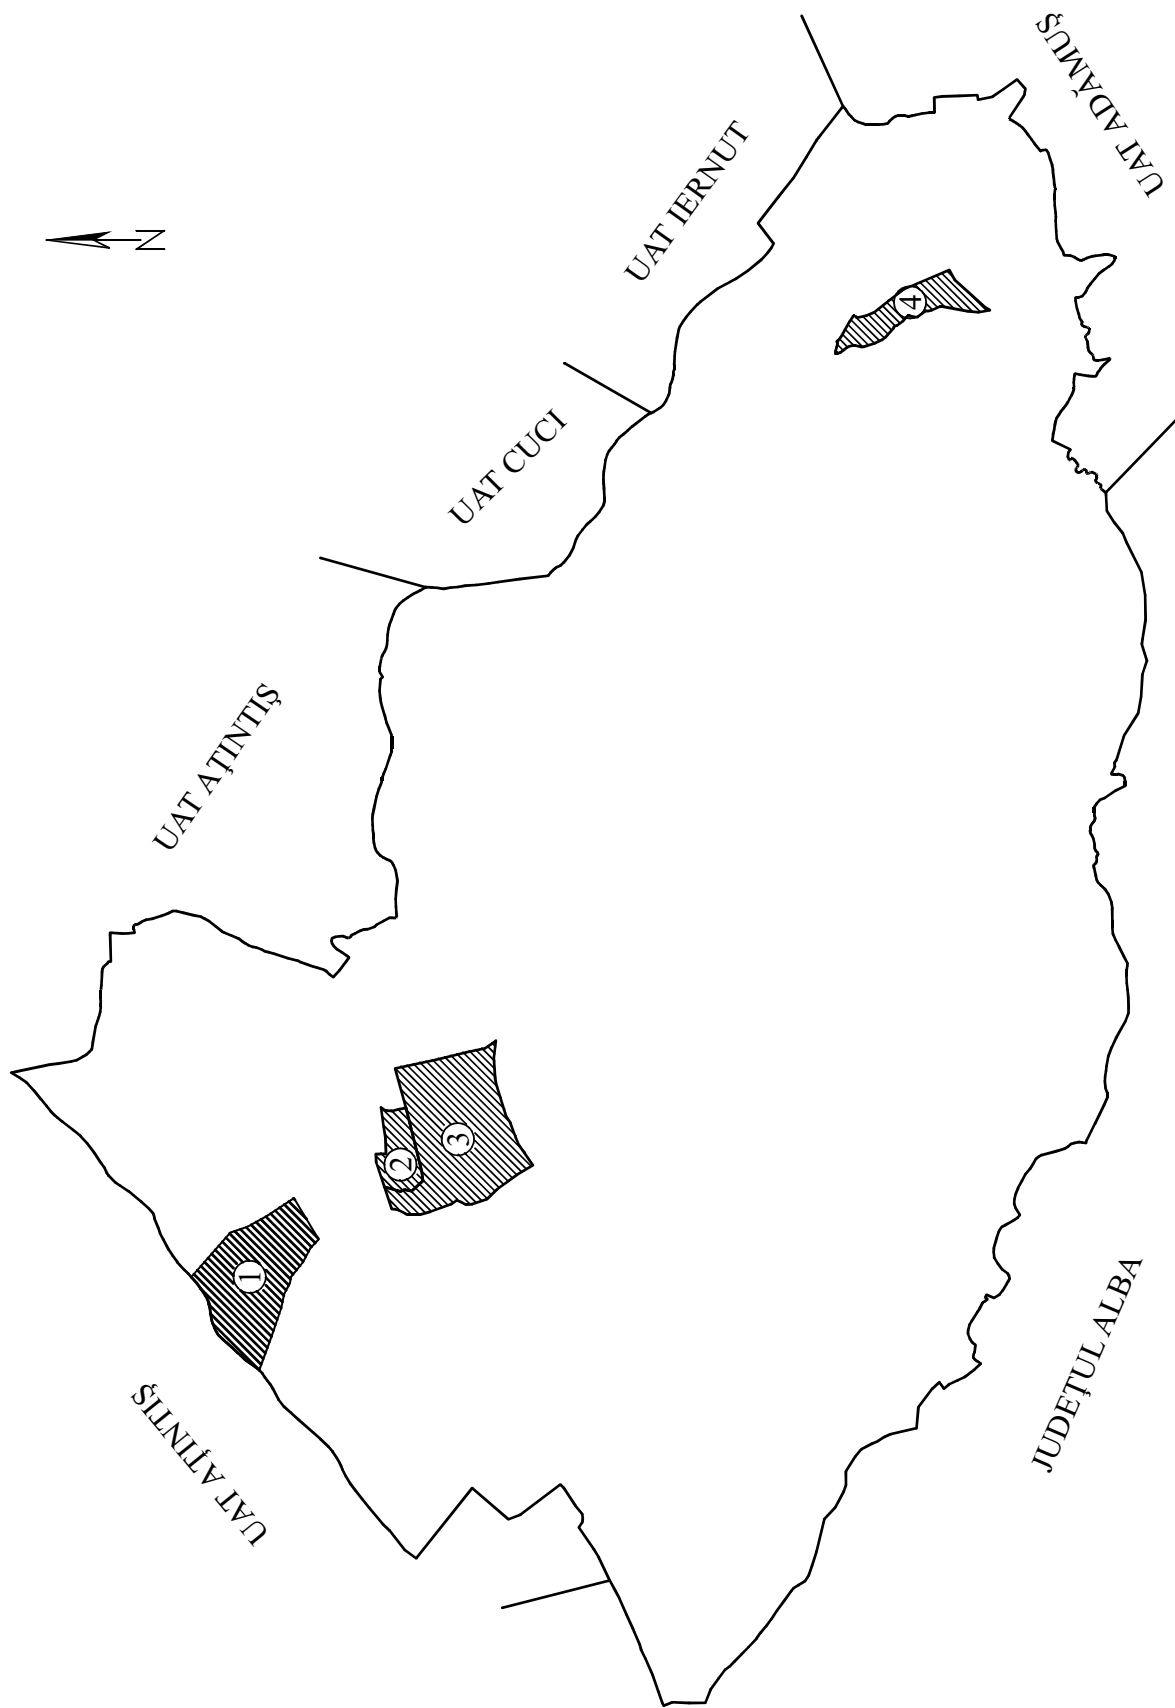 N
UAT AŢINTIŞ
UAT CUCI
UAT IERNUT
UAT ADĂMUŞ
UAT AŢINTIŞ
JUDEŢUL ALBA
1
2
3
4